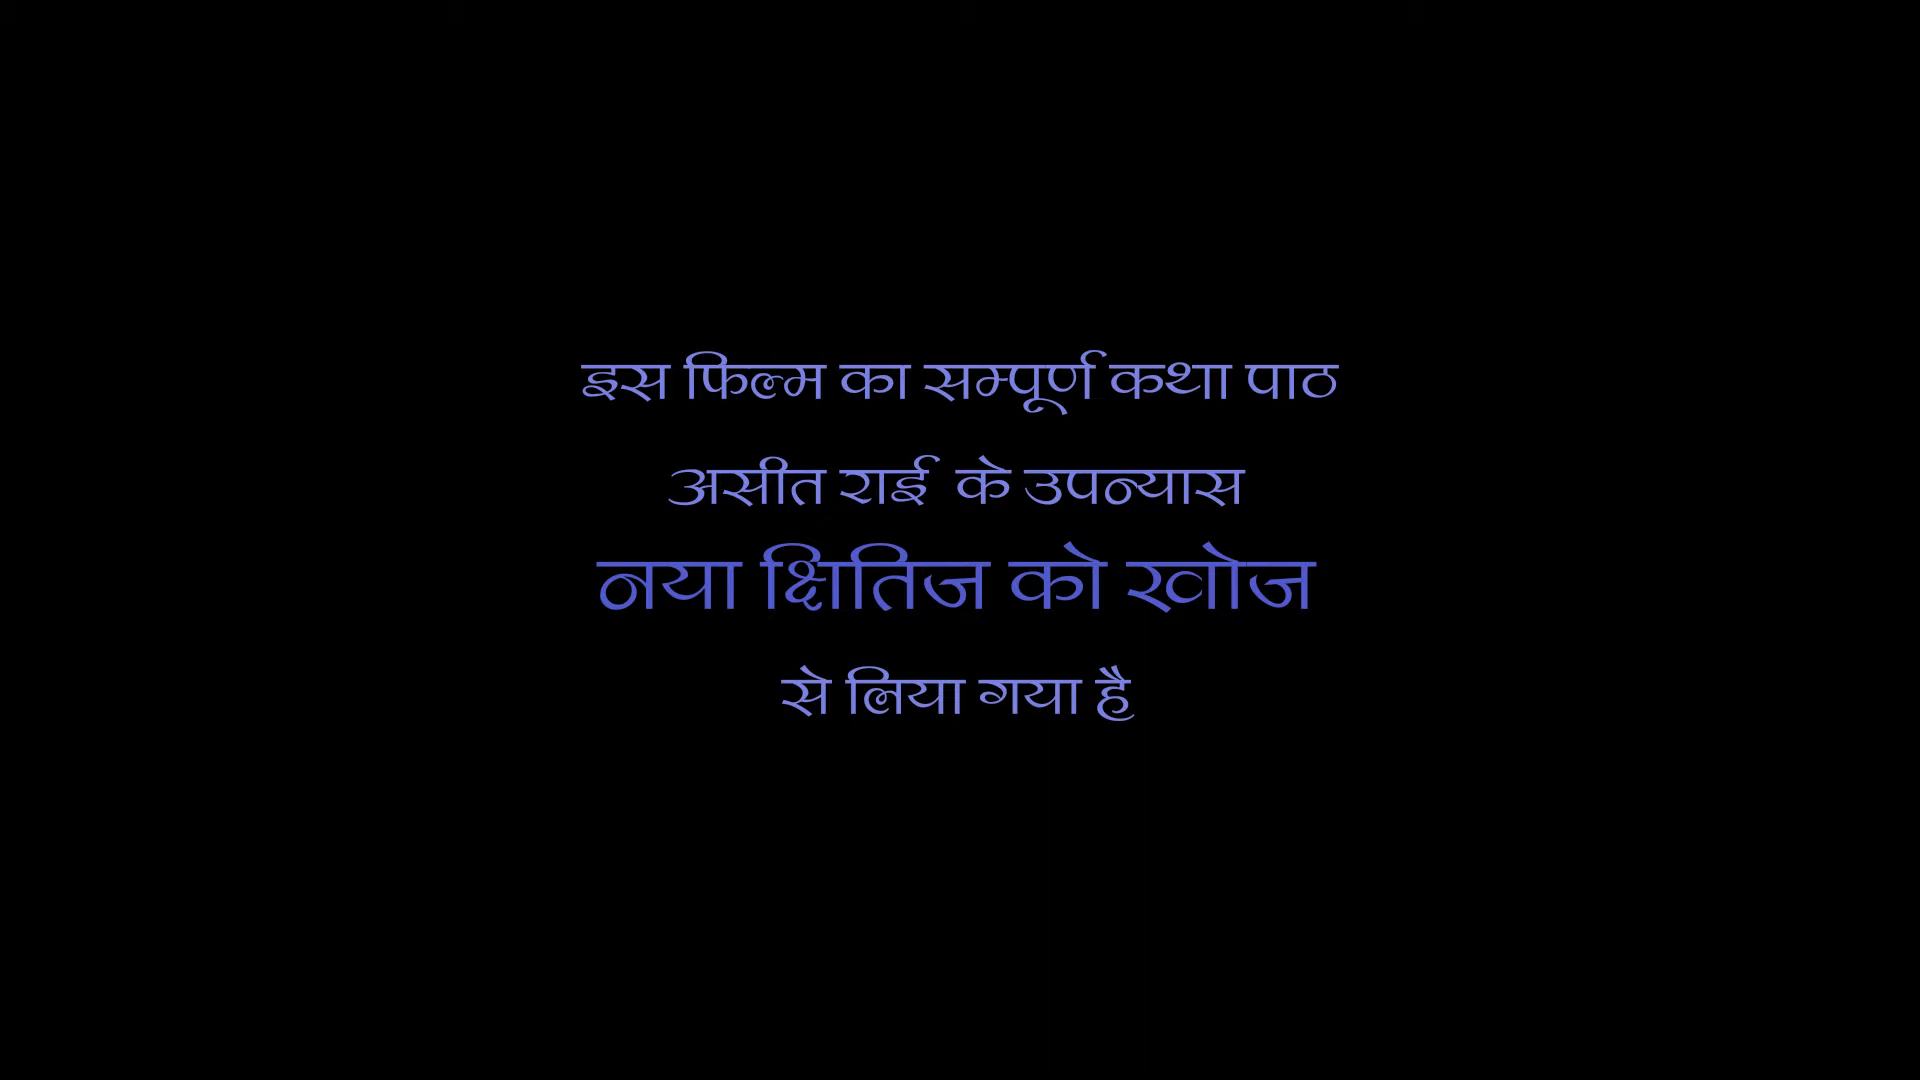 इस फिल्म का सम्पूर्ण कथा पाठ
असीत राई के उपन्यास
नया क्षितिज को खोज
से लिया गया है